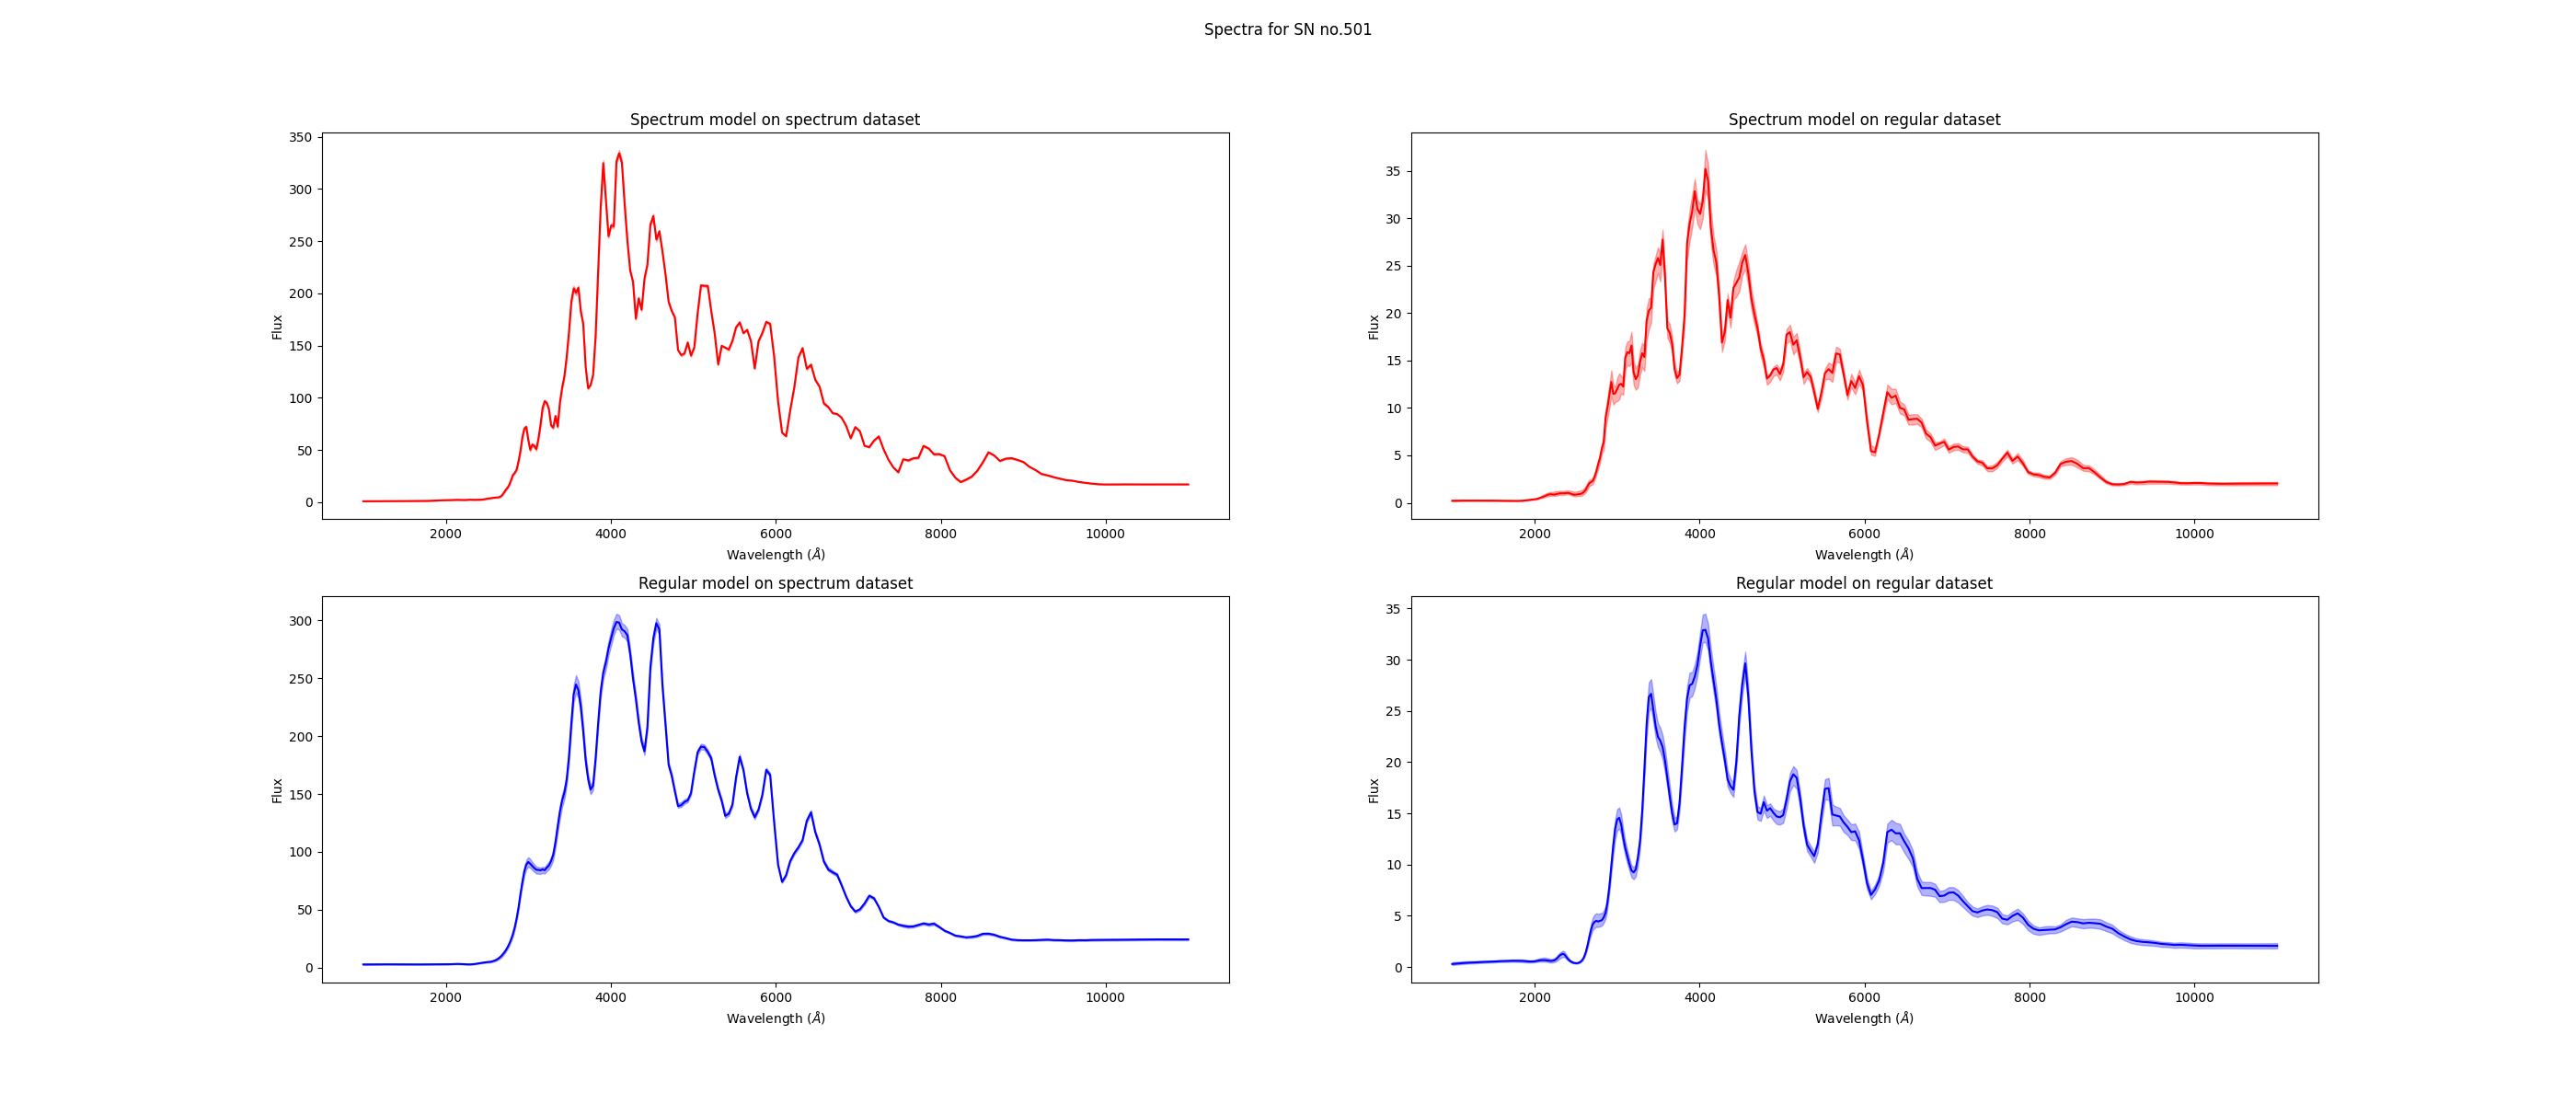 Spectra for SN no.501
Spectrum model on spectrum dataset
350
300
250
200
150
100
50
0
Flux
2000 4000 6000 8000 10000
Wavelength (Å)
Spectrum model on regular dataset
35
30
25
20
15
10
5
0
Flux
2000 4000 6000 8000 10000
Wavelength (Å)
Regular model on spectrum dataset
300
250
200
150
100
50
0
Flux
2000 4000 6000 8000 10000
Wavelength (Å)
Regular model on regular dataset
35
30
25
20
15
10
5
0
Flux
2000 4000 6000 8000 10000
Wavelength (Å)